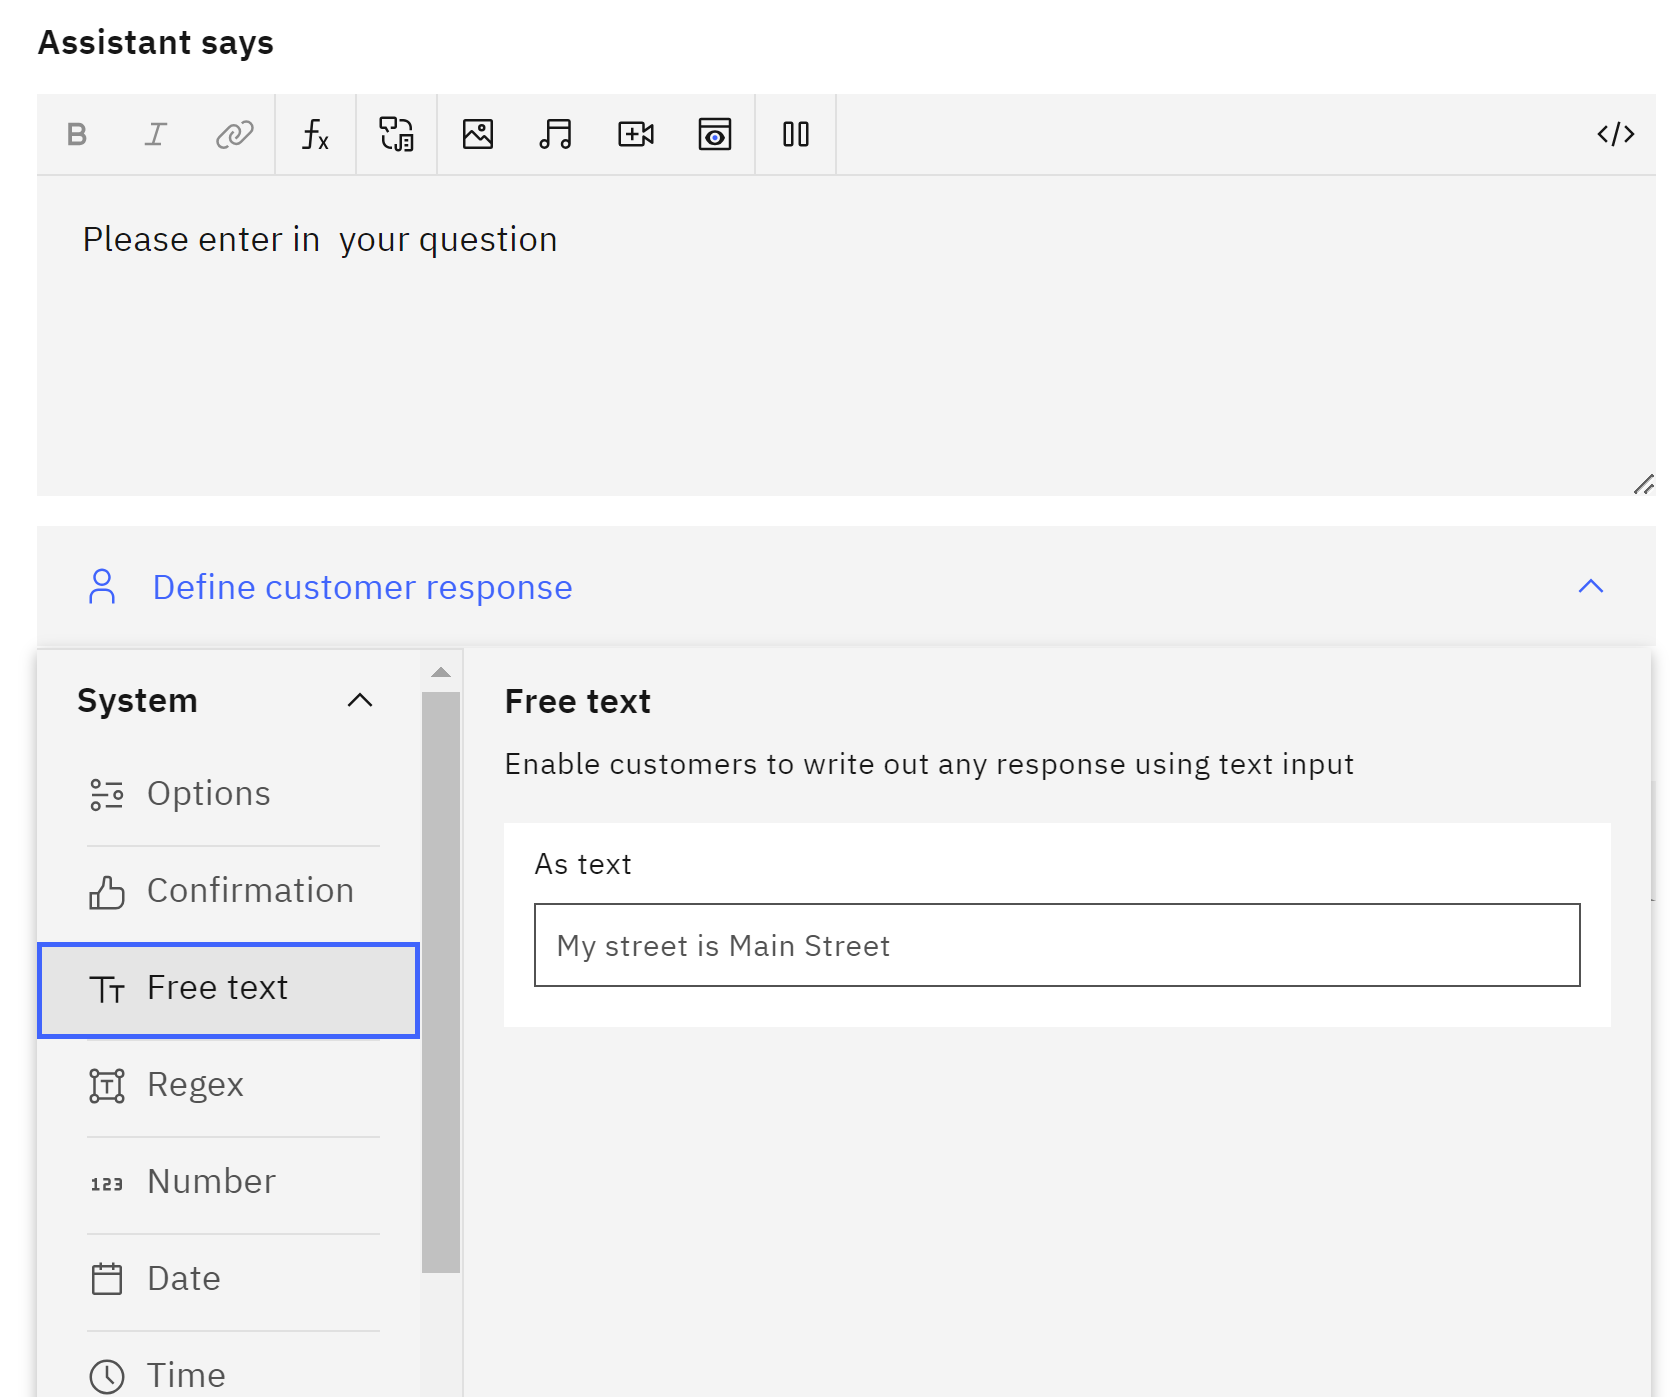 Assistant says
B I fx
Please enter in  your question
Define customer response
System
Options
Confirmation
Free text
Regex
123 Number
Date
Time
Free text
Enable customers to write out any response using text input
As text
My street is Main Street